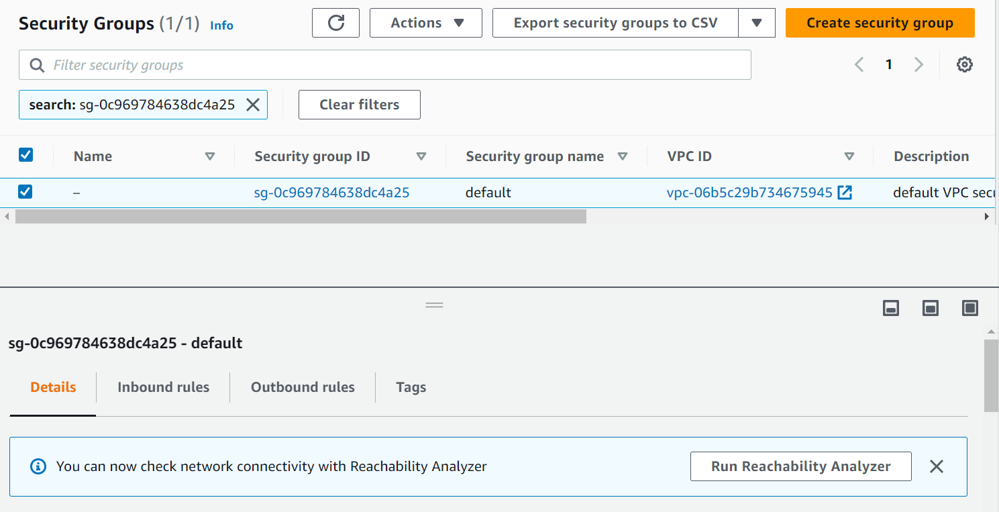 Security Groups (1/1) Info Actions Export security groups to CSV Create security group
Filter security groups 1
search: sg-0c969784638dc4a25 Clear filters
Name Security group ID Security group name VPC ID Description
– sg-0c969784638dc4a25 default vpc-06b5c29b734675945 default VPC secu
sg-0c969784638dc4a25 - default
Details Inbound rules Outbound rules Tags
You can now check network connectivity with Reachability Analyzer Run Reachability Analyzer